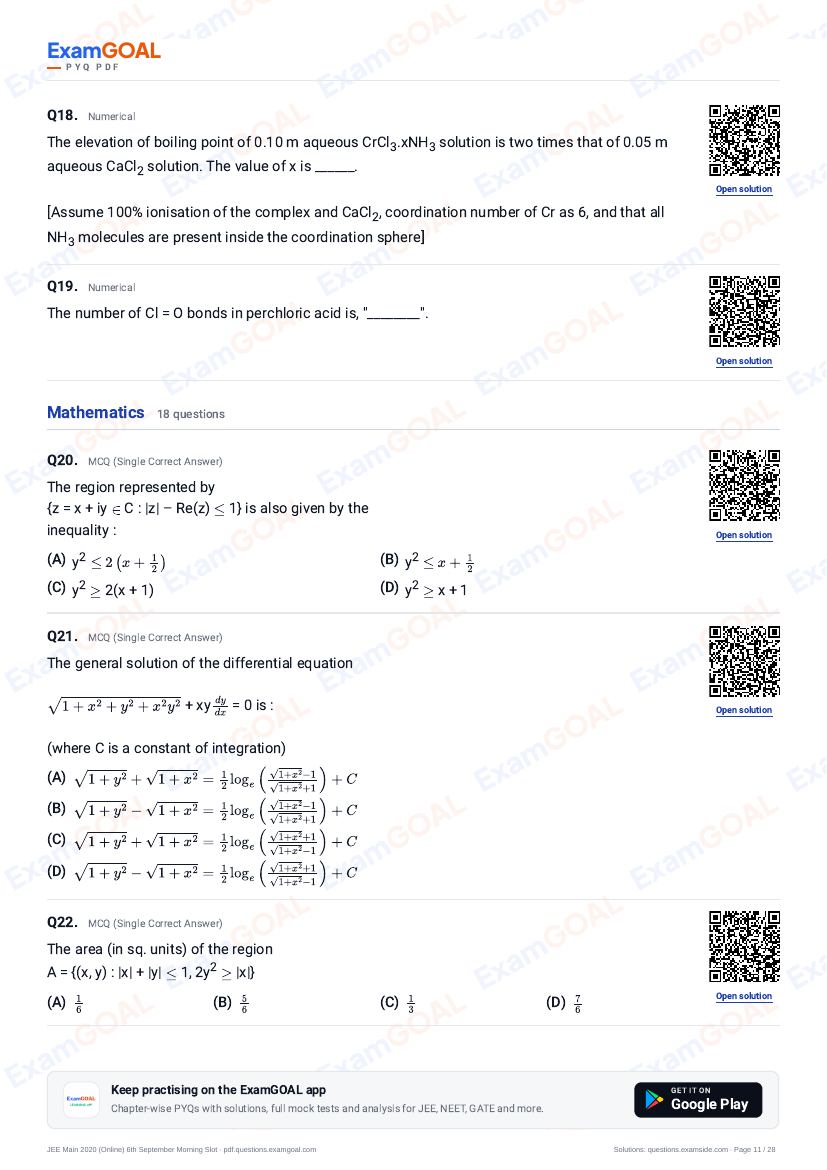 ExamGOAL
PYQ PDF
Q18. Numerical
The elevation of boiling point of 0.10 m aqueous CrCl₃.xNH₃ solution is two times that of 0.05 m
aqueous CaCl₂ solution. The value of x is ______.
[Assume 100% ionisation of the complex and CaCl₂, coordination number of Cr as 6, and that all
NH₃ molecules are present inside the coordination sphere]
Open solution
Q19. Numerical
The number of Cl = O bonds in perchloric acid is, "________".
Open solution
Mathematics 18 questions
Q20. MCQ (Single Correct Answer)
The region represented by
{z = x + iy ∈ C : |z| – Re(z) ≤ 1} is also given by the
inequality :
(A) y² ≤ 2 (x + 1/2)
(B) y² ≤ x + 1/2
(C) y² ≥ 2(x + 1)
(D) y² ≥ x + 1
Open solution
Q21. MCQ (Single Correct Answer)
The general solution of the differential equation
√(1 + x² + y² + x²y²) + xy dy/dx = 0 is :
(where C is a constant of integration)
(A) √(1 + y²) + √(1 + x²) = 1/2 logₑ ((√(1+x²)−1)/(√(1+x²)+1)) + C
(B) √(1 + y²) − √(1 + x²) = 1/2 logₑ ((√(1+x²)−1)/(√(1+x²)+1)) + C
(C) √(1 + y²) + √(1 + x²) = 1/2 logₑ ((√(1+x²)+1)/(√(1+x²)−1)) + C
(D) √(1 + y²) − √(1 + x²) = 1/2 logₑ ((√(1+x²)+1)/(√(1+x²)−1)) + C
Open solution
Q22. MCQ (Single Correct Answer)
The area (in sq. units) of the region
A = {(x, y) : |x| + |y| ≤ 1, 2y² ≥ |x|}
(A) 1/6
(B) 5/6
(C) 1/3
(D) 7/6
Open solution
ExamGOAL
Keep practising on the ExamGOAL app
Chapter-wise PYQs with solutions, full mock tests and analysis for JEE, NEET, GATE and more.
GET IT ON
Google Play
JEE Main 2020 (Online) 6th September Morning Slot · pdf.questions.examgoal.com
Solutions: questions.examside.com · Page 11 / 28